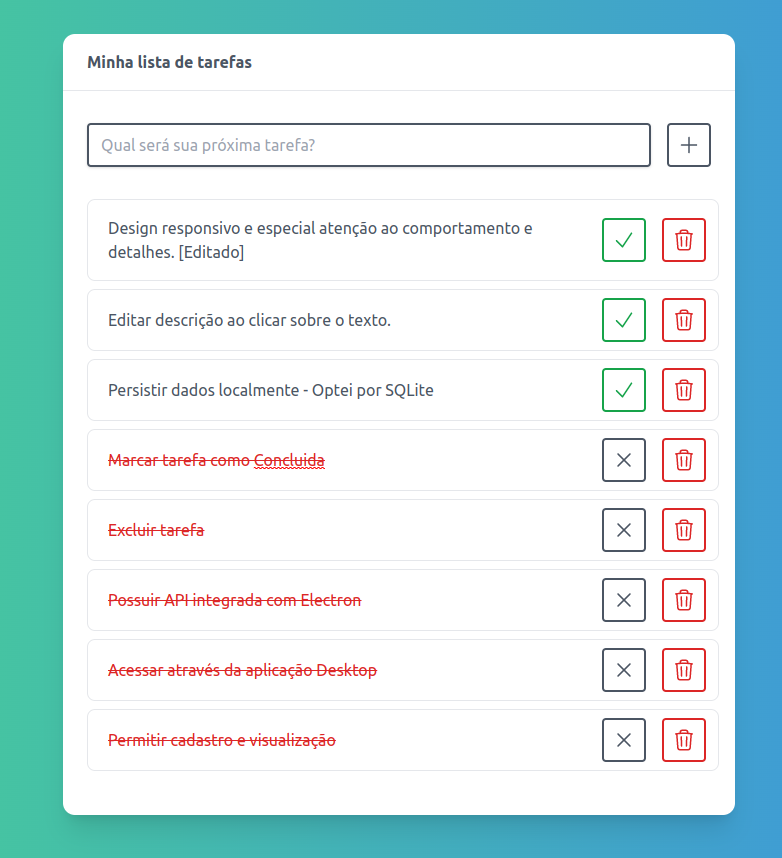 Minha lista de tarefas
Qual será sua próxima tarefa?
Design responsivo e especial atenção ao comportamento e
detalhes. [Editado]
Editar descrição ao clicar sobre o texto.
Persistir dados localmente - Optei por SQLite
Marcar tarefa como Concluida
Excluir tarefa
Possuir API integrada com Electron
Acessar através da aplicação Desktop
Permitir cadastro e visualização